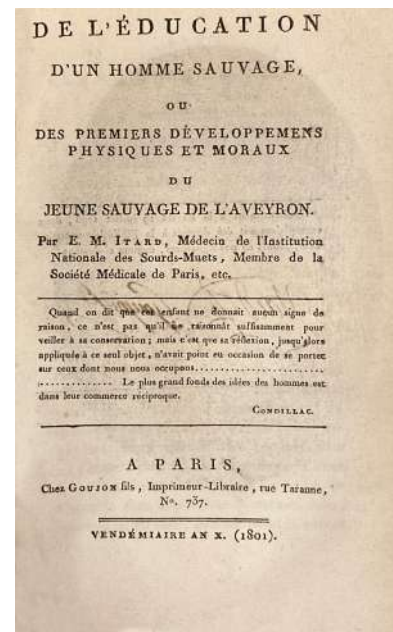 DE L'ÉDUCATION
D'UN HOMME SAUVAGE,
OU
DES PREMIERS DÉVELOPPEMENS
PHYSIQUES ET MORAUX
DU
JEUNE SAUVAGE DE L'AVEYRON.
Par E. M. ITARD, Médecin de l'Institution
Nationale des Sourds-Muets, Membre de la
Société Médicale de Paris, etc.
Quand on dit que cet enfant ne donnait aucun signe de
raison, ce n'est pas qu'il ne raisonnât suffisamment pour
veiller à sa conservation; mais c'est que sa réflexion, jusqu'alors
appliquée à ce seul objet, n'avait point eu occasion de se porter
sur ceux dont nous nous occupons......................
.............. Le plus grand fonds des idées des hommes est
dans leur commerce réciproque.
CONDILLAC.
A PARIS,
Chez GOUJON fils, Imprimeur-Libraire, rue Taranne,
No. 737.
VENDÉMIAIRE AN X. (1801).